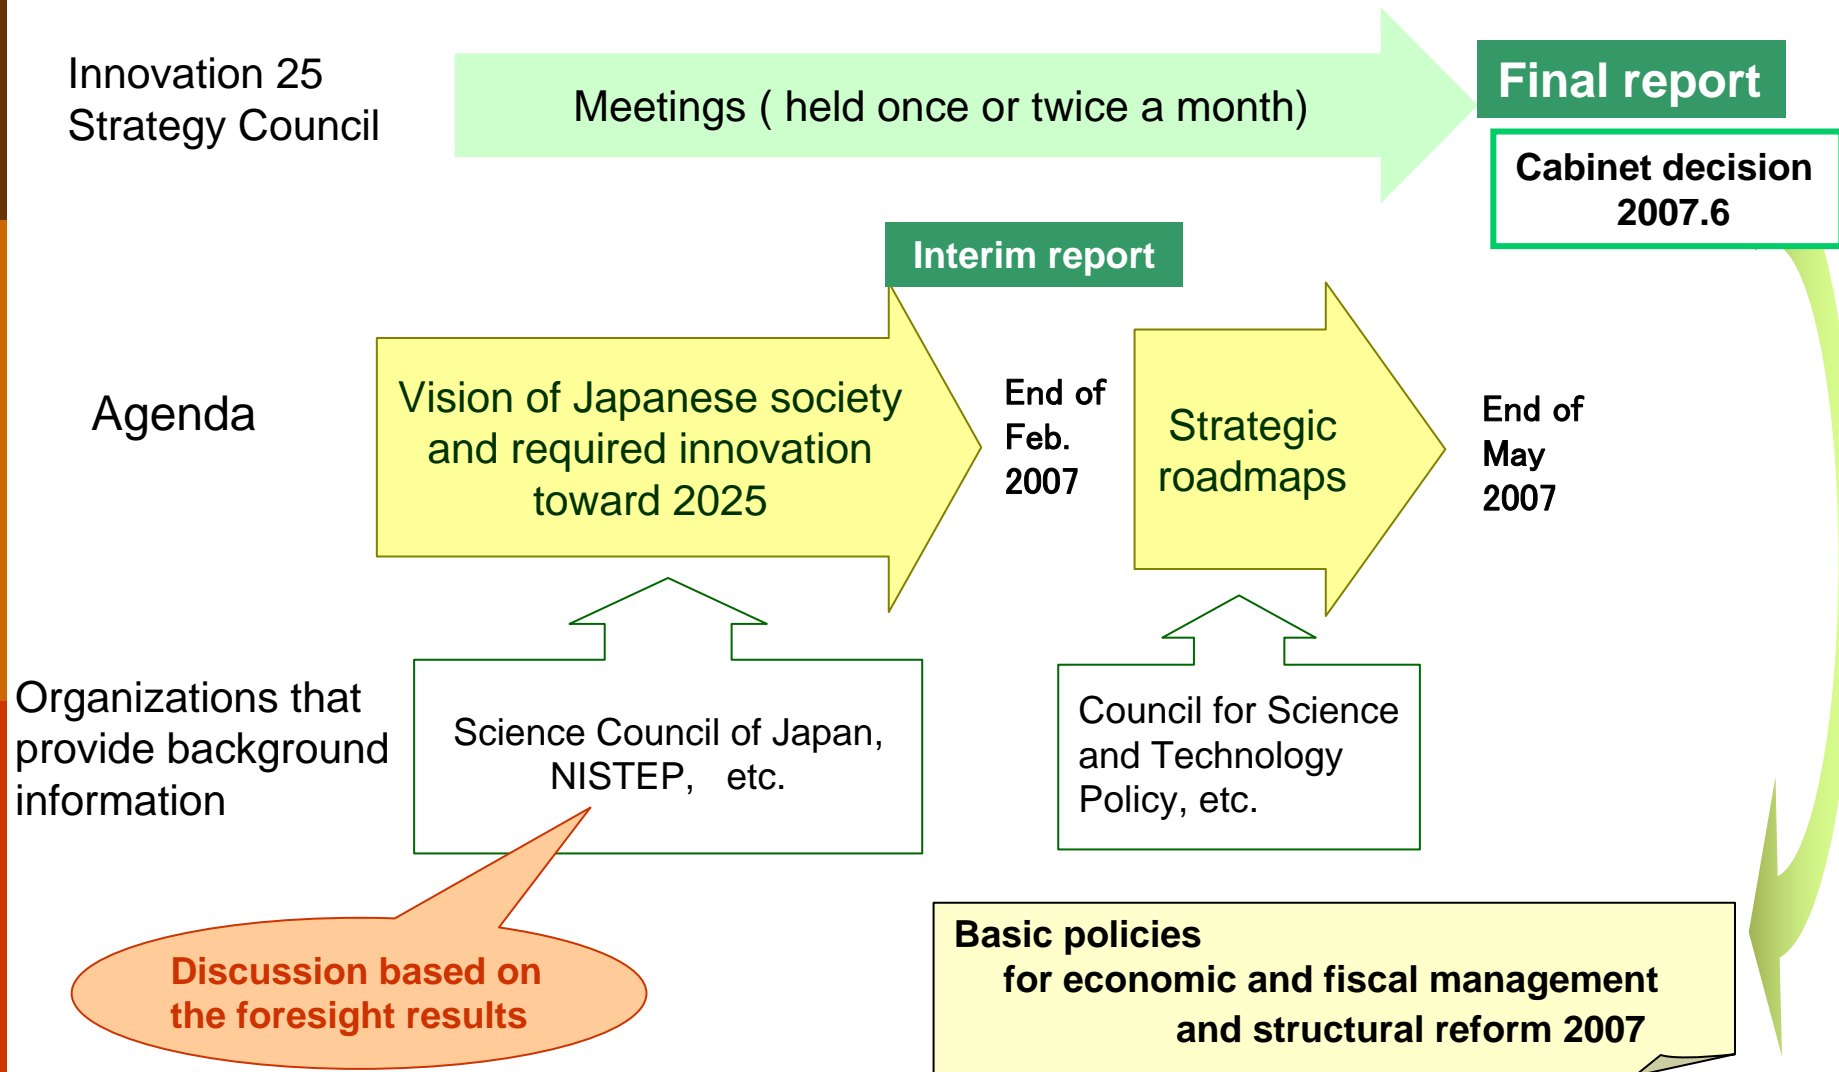 Innovation 25
Strategy Council
Meetings ( held once or twice a month)
Final report
Cabinet decision
2007.6
Interim report
Agenda
Vision of Japanese society
and required innovation
toward 2025
End of
Feb.
2007
Strategic
roadmaps
End of
May
2007
Organizations that
provide background
information
Science Council of Japan,
NISTEP, etc.
Council for Science
and Technology
Policy, etc.
Discussion based on
the foresight results
Basic policies
for economic and fiscal management
and structural reform 2007